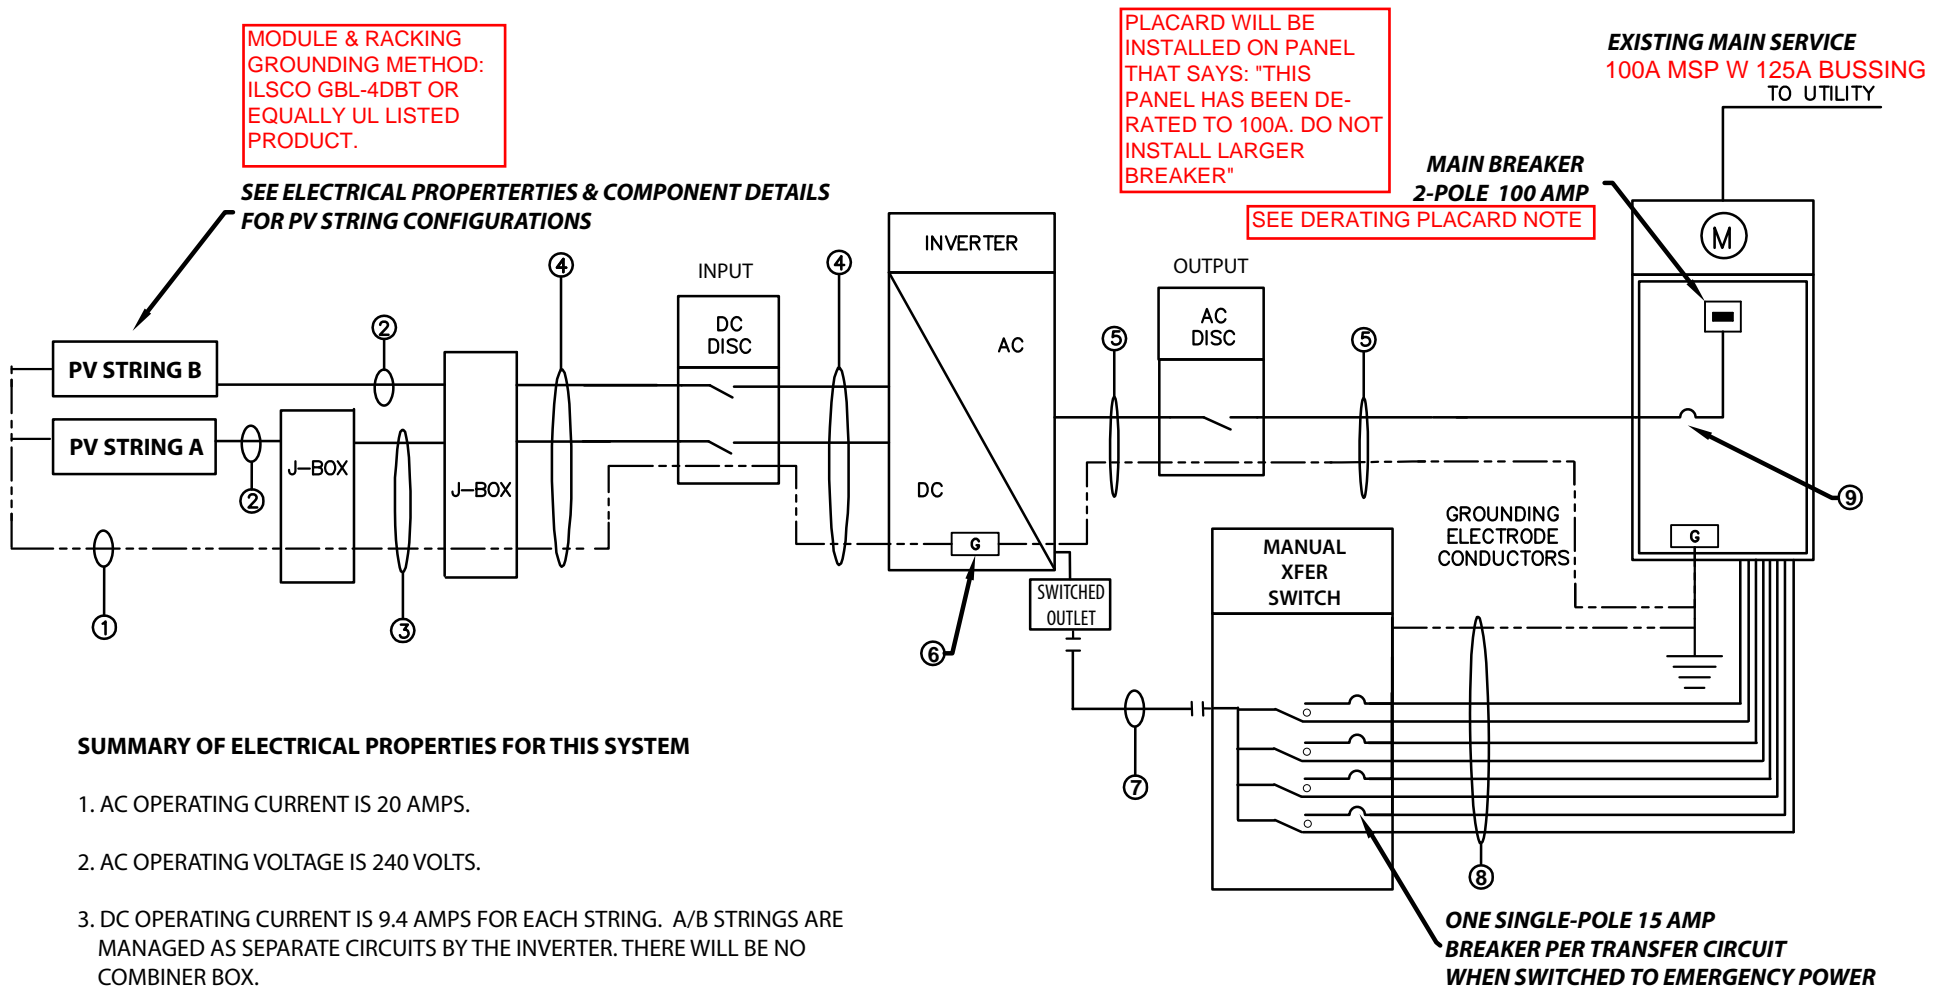 MODULE & RACKING
GROUNDING METHOD:
ILSCO GBL-4DBT OR
EQUALLY UL LISTED
PRODUCT.
PLACARD WILL BE
INSTALLED ON PANEL
THAT SAYS: "THIS
PANEL HAS BEEN DE-
RATED TO 100A. DO NOT
INSTALL LARGER
BREAKER"
EXISTING MAIN SERVICE
100A MSP W 125A BUSSING
TO UTILITY
MAIN BREAKER
2-POLE 100 AMP
SEE DERATING PLACARD NOTE
SEE ELECTRICAL PROPERTERTIES & COMPONENT DETAILS
FOR PV STRING CONFIGURATIONS
INVERTER
M
INPUT
OUTPUT
4
4
DC
DISC
AC
DISC
AC
2
5
5
PV STRING B
PV STRING A
J-BOX
J-BOX
2
DC
9
GROUNDING
ELECTRODE
CONDUCTORS
G
G
MANUAL
XFER
SWITCH
SWITCHED
OUTLET
1
3
6
7
8
SUMMARY OF ELECTRICAL PROPERTIES FOR THIS SYSTEM
1. AC OPERATING CURRENT IS 20 AMPS.
2. AC OPERATING VOLTAGE IS 240 VOLTS.
3. DC OPERATING CURRENT IS 9.4 AMPS FOR EACH STRING. A/B STRINGS ARE
MANAGED AS SEPARATE CIRCUITS BY THE INVERTER. THERE WILL BE NO
COMBINER BOX.
ONE SINGLE-POLE 15 AMP
BREAKER PER TRANSFER CIRCUIT
WHEN SWITCHED TO EMERGENCY POWER